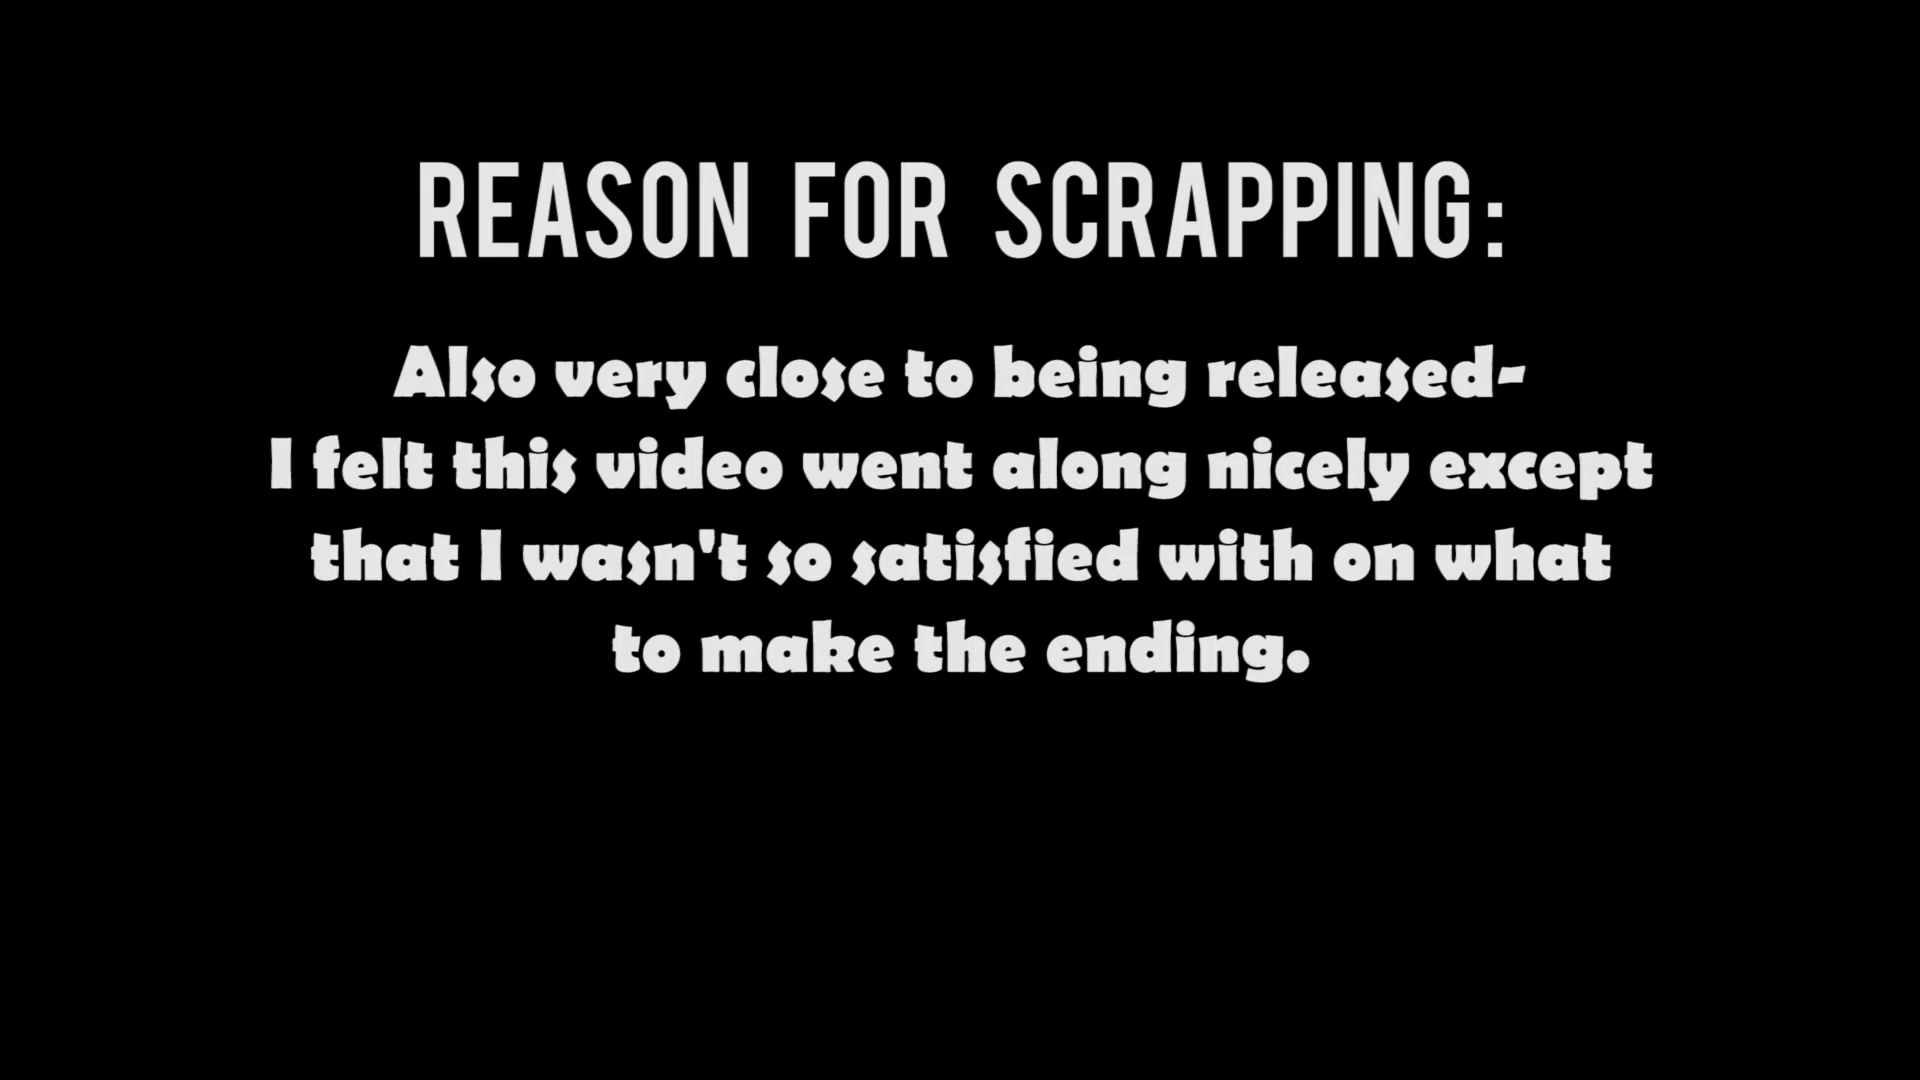 REASON FOR SCRAPPING:
Also very close to being released-
I felt this video went along nicely except
that I wasn't so satisfied with on what
to make the ending.